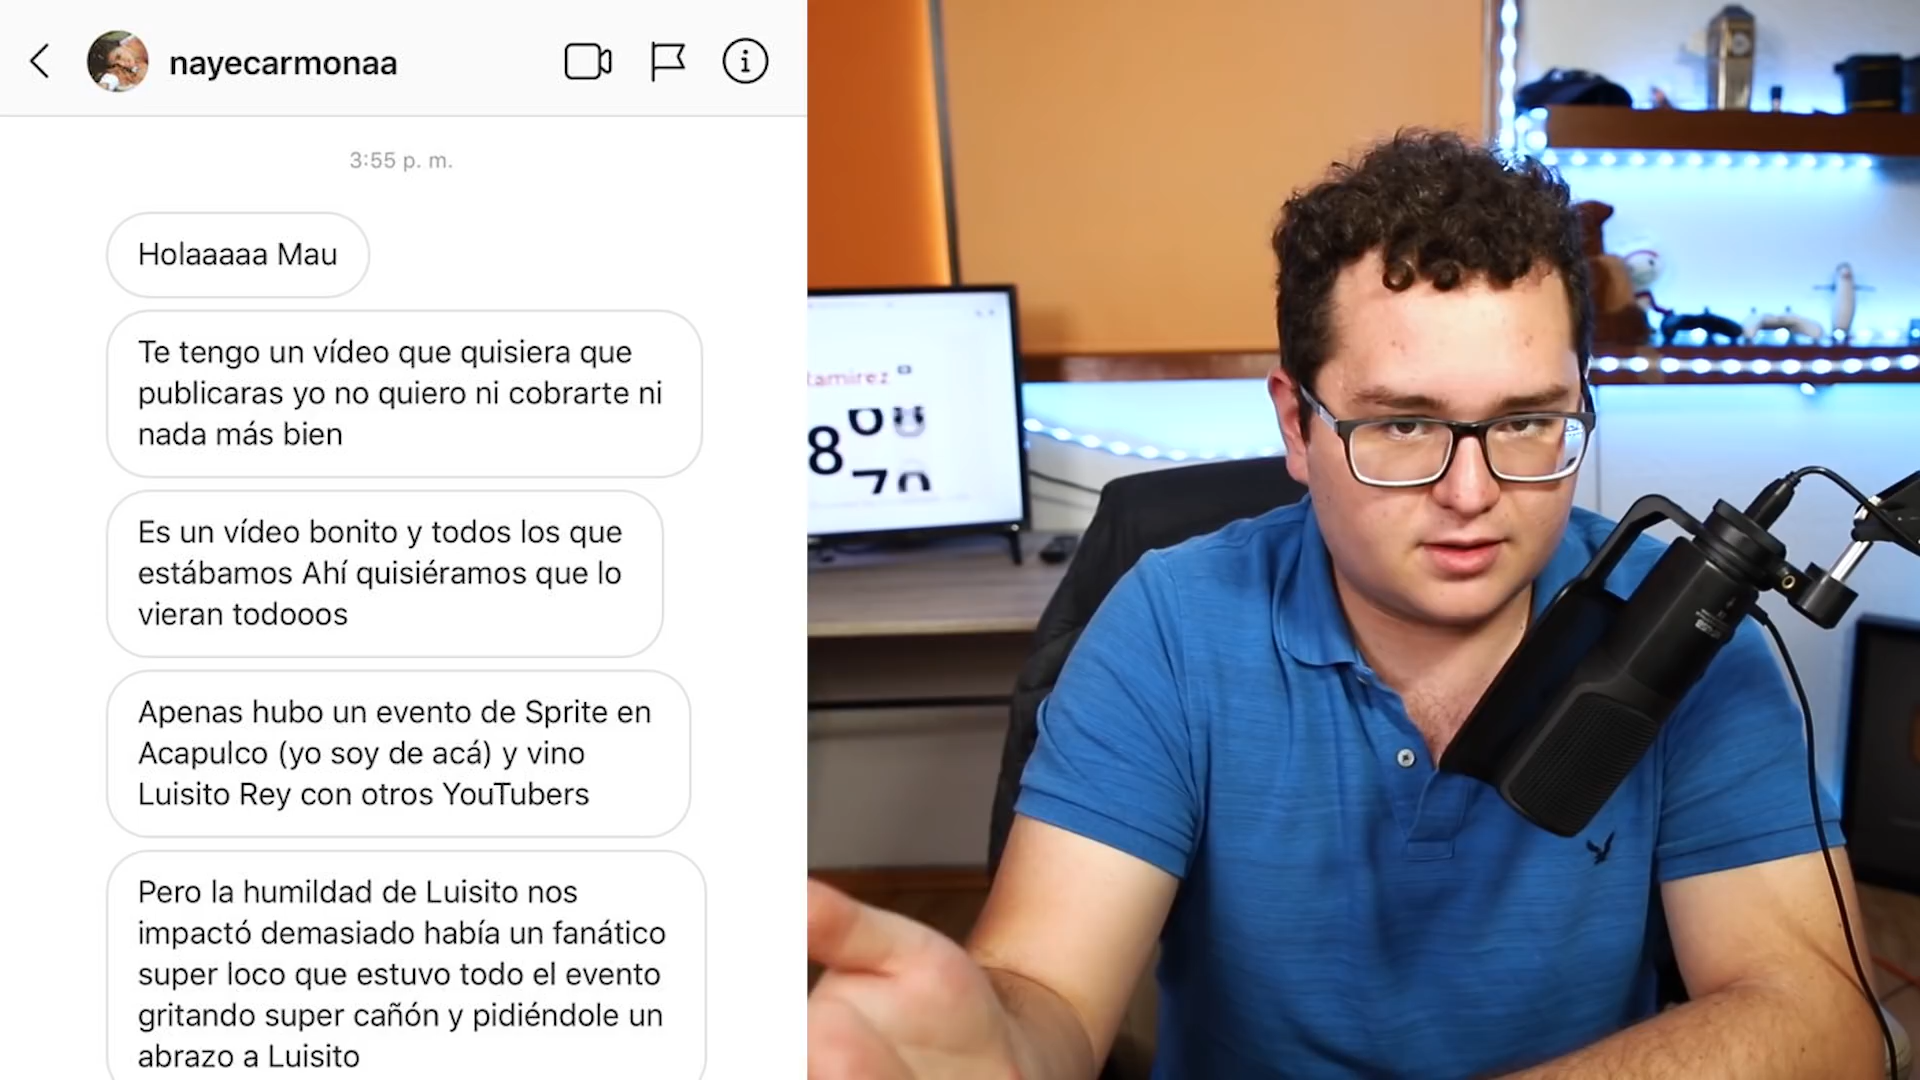 nayecarmonaa
3:55 p. m.
Holaaaaa Mau
Te tengo un vídeo que quisiera que
publicaras yo no quiero ni cobrarte ni
nada más bien
Es un vídeo bonito y todos los que
estábamos Ahí quisiéramos que lo
vieran todooos
Apenas hubo un evento de Sprite en
Acapulco (yo soy de acá) y vino
Luisito Rey con otros YouTubers
Pero la humildad de Luisito nos
impactó demasiado había un fanático
super loco que estuvo todo el evento
gritando super cañón y pidiéndole un
abrazo a Luisito